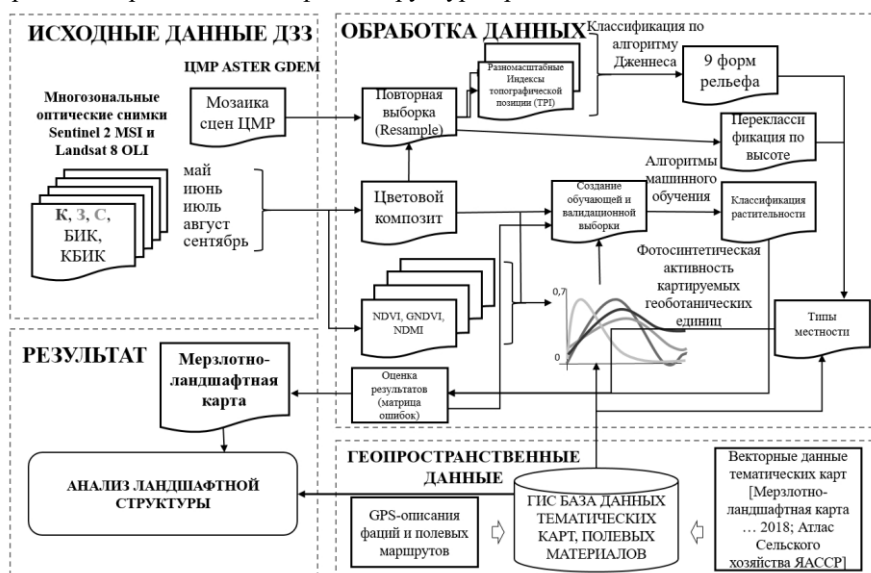 ИСХОДНЫЕ ДАННЫЕ ДЗЗ
ЦМР ASTER GDEM
Многозональные
оптические снимки
Sentinel 2 MSI и
Landsat 8 OLI
Мозаика
сцен ЦМР
К, З, С,
БИК,
КБИК
май
июнь
июль
август
сентябрь
ОБРАБОТКА ДАННЫХ
Повторная
выборка
(Resample)
Разномасштабные
Индексы
топографической
позиции (TPI)
Классификация по
алгоритму
Дженнеса
9 форм
рельефа
Переклассi
фикация по
высоте
Цветовой
композит
Создание
обучающей и
валидационной
выборки
Алгоритмы
машинного
обучения
Классификация
растительности
NDVI, GNDVI,
NDMI
0,7
0
Фотосинтетическая
активность
картируемых
геоботанических
единиц
Типы
местности
Оценка
результатов
(матрица
ошибок)
РЕЗУЛЬТАТ
Мерзлотно-
ландшафтная
карта
АНАЛИЗ ЛАНДШАФТНОЙ
СТРУКТУРЫ
ГЕОПРОСТРАНСТВЕННЫЕ
ДАННЫЕ
GPS-описания
фаций и полевых
маршрутов
ГИС БАЗА ДАННЫХ
ТЕМАТИЧЕСКИХ
КАРТ, ПОЛЕВЫХ
МАТЕРИАЛОВ
Векторные данные
тематических карт
[Мерзлотно-
ландшафтная карта
… 2018; Атлас
Сельского
хозяйства ЯАССР]